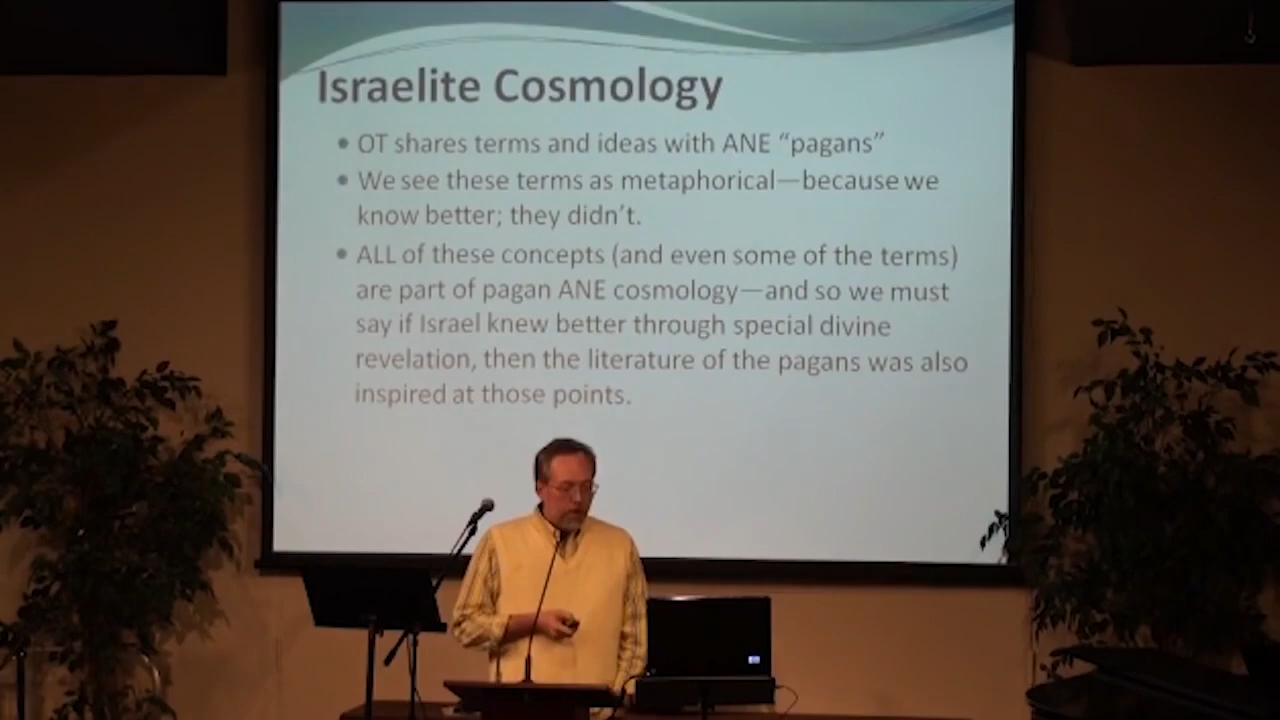 Israelite Cosmology
• OT shares terms and ideas with ANE “pagans”
• We see these terms as metaphorical—because we
know better; they didn’t.
• ALL of these concepts (and even some of the terms)
are part of pagan ANE cosmology—and so we must
say if Israel knew better through special divine
revelation, then the literature of the pagans was also
inspired at those points.